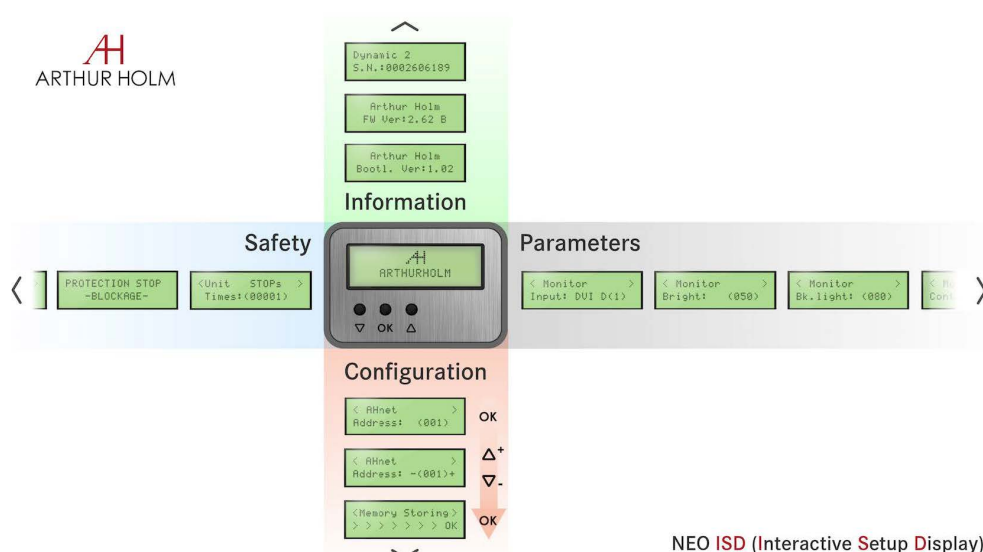 AH
ARTHUR HOLM
Dynamic 2
S.N.:0002606189
Arthur Holm
FW Ver:2.62 B
Arthur Holm
Bootl. Ver:1.02
Information
Safety
Parameters
PROTECTION STOP
-BLOCKAGE-
<Unit STOPs >
Times:(00001)
AH
ARTHURHOLM
OK
< Monitor >
Input: DVI D(1)
< Monitor >
Bright: (050)
< Monitor >
Bk.light: (080)
Configuration
< AHnet >
Address: (001)
OK
< AHnet >
Address: -(001)+
+
-
<Memory Storing>
> > > > > > > OK
OK
NEO ISD (Interactive Setup Display)